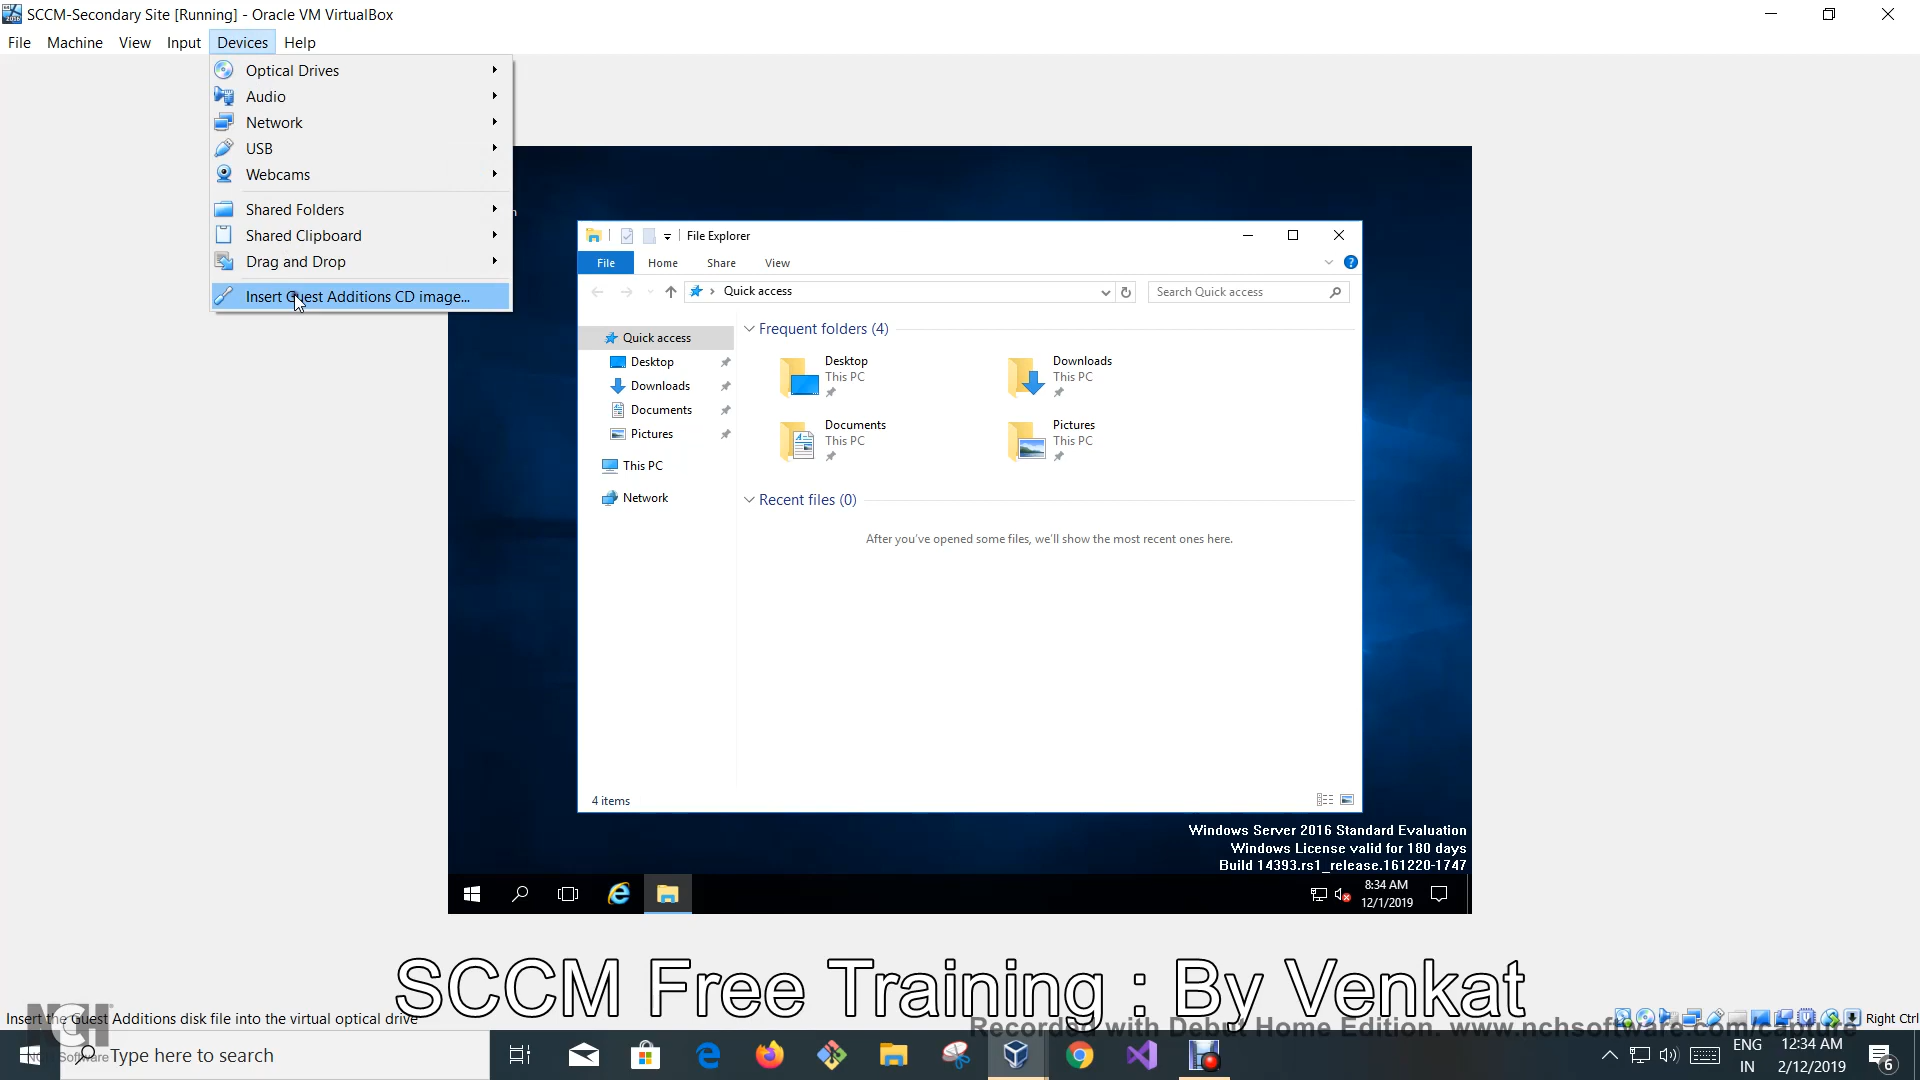 SCCM-Secondary Site [Running] - Oracle VM VirtualBox
File Machine View Input Devices Help
Optical Drives
Audio
Network
USB
Webcams
Shared Folders
Shared Clipboard
Drag and Drop
Insert Guest Additions CD image...
File Explorer
File Home Share View
Quick access
Search Quick access
Quick access
Desktop
Downloads
Documents
Pictures
This PC
Network
Frequent folders (4)
Desktop
This PC
Downloads
This PC
Documents
This PC
Pictures
This PC
Recent files (0)
After you've opened some files, we'll show the most recent ones here.
4 items
Windows Server 2016 Standard Evaluation
Windows License valid for 180 days
Build 14393.rs1_release.161220-1747
8:34 AM
12/1/2019
SCCM Free Training : By Venkat
Insert the Guest Additions disk file into the virtual optical drive
Recorded with Debut Home Edition. www.nchsoftware.com/capture
Right Ctrl
NCH
NCH Software
Type here to search
ENG
IN
12:34 AM
2/12/2019
6